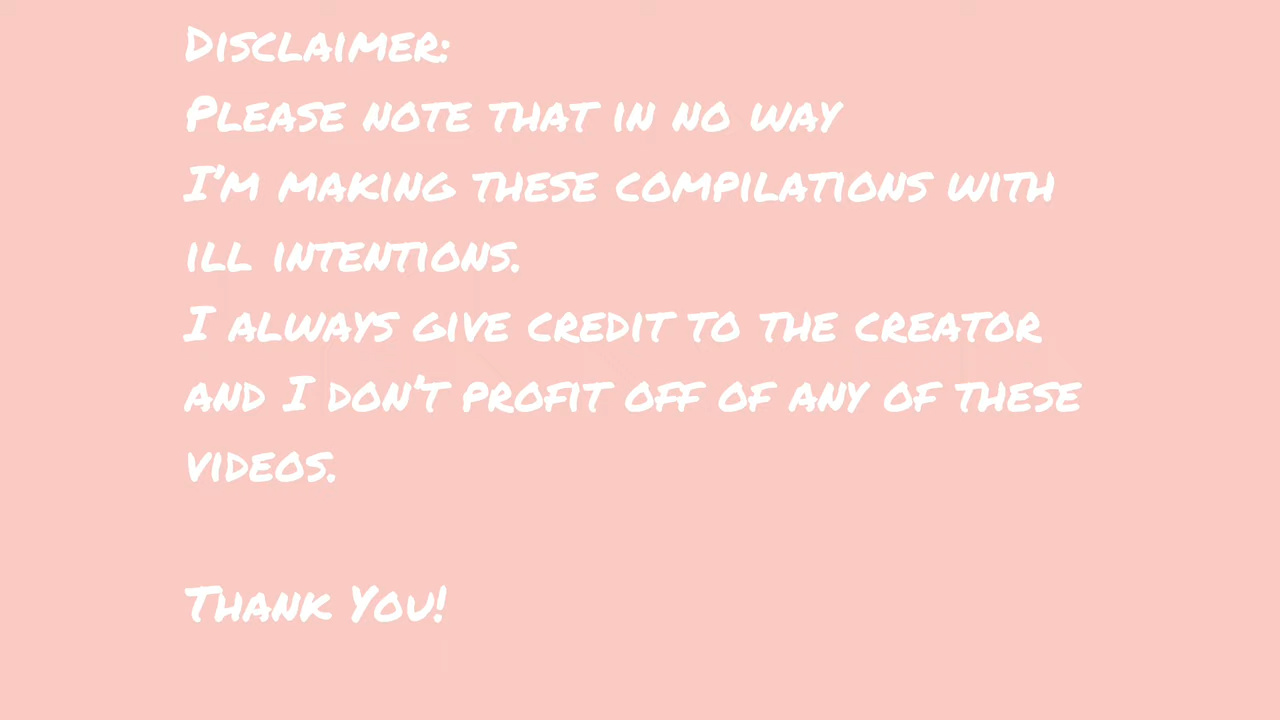 Disclaimer:
Please note that in no way
I'm making these compilations with
ill intentions.
I always give credit to the creator
and I don't profit off of any of these
videos.
Thank You!